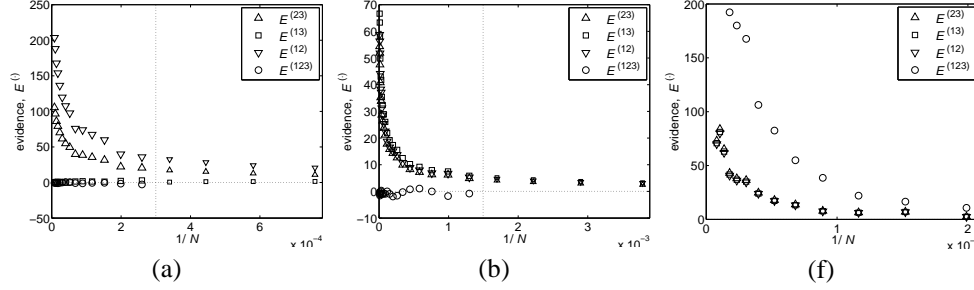 250
200
150
100
50
0
−50
evidence, E(·)
0 2 4 6
1/ N
x 10−4
E(23)
E(13)
E(12)
E(123)
(a)
70
60
50
40
30
20
10
0
−10
evidence, E(·)
0 1 2 3
1/ N
x 10−3
E(23)
E(13)
E(12)
E(123)
(b)
200
150
100
50
0
evidence, E(·)
0 1 2
1/ N
E(23)
E(13)
E(12)
E(123)
(f)